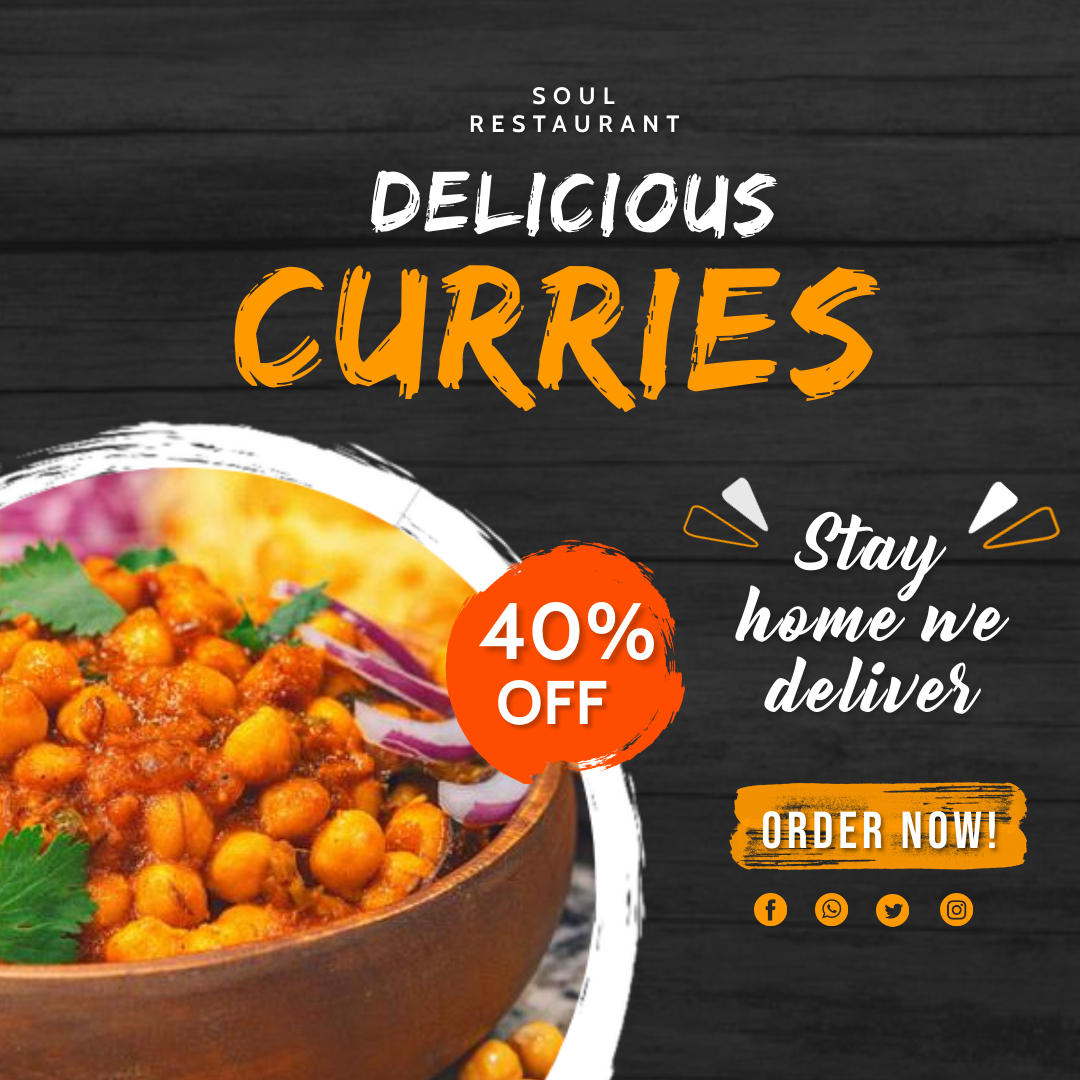 SOUL
RESTAURANT
DELICIOUS
CURRIES
40%
OFF
Stay
home we
deliver
ORDER NOW!